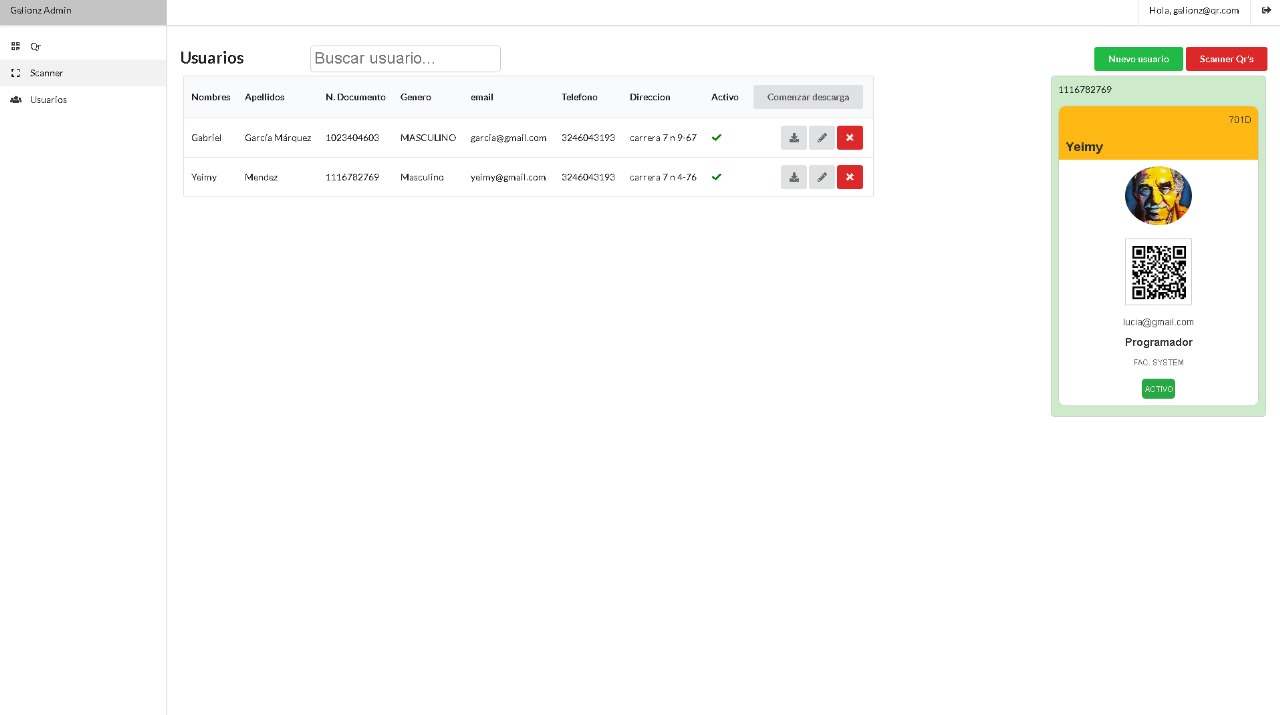 Gelionz Admin
Hola, gelionz@qr.com
Qr
Scanner
Usuarios
Usuarios
Buscar usuario...
Nuevo usuario
Scanner Qr's
Nombres Apellidos N. Documento Genero email Telefono Direccion Activo Comenzar descarga
Gabriel García Márquez 1023404603 MASCULINO garcia@gmail.com 3246043193 carrera 7 n 9-67
Yeimy Mendez 1116782769 Masculino yeimy@gmail.com 3246043193 carrera 7 n 4-76
1116782769
701D
Yeimy
lucia@gmail.com
Programador
FAC. SYSTEM
ACTIVO